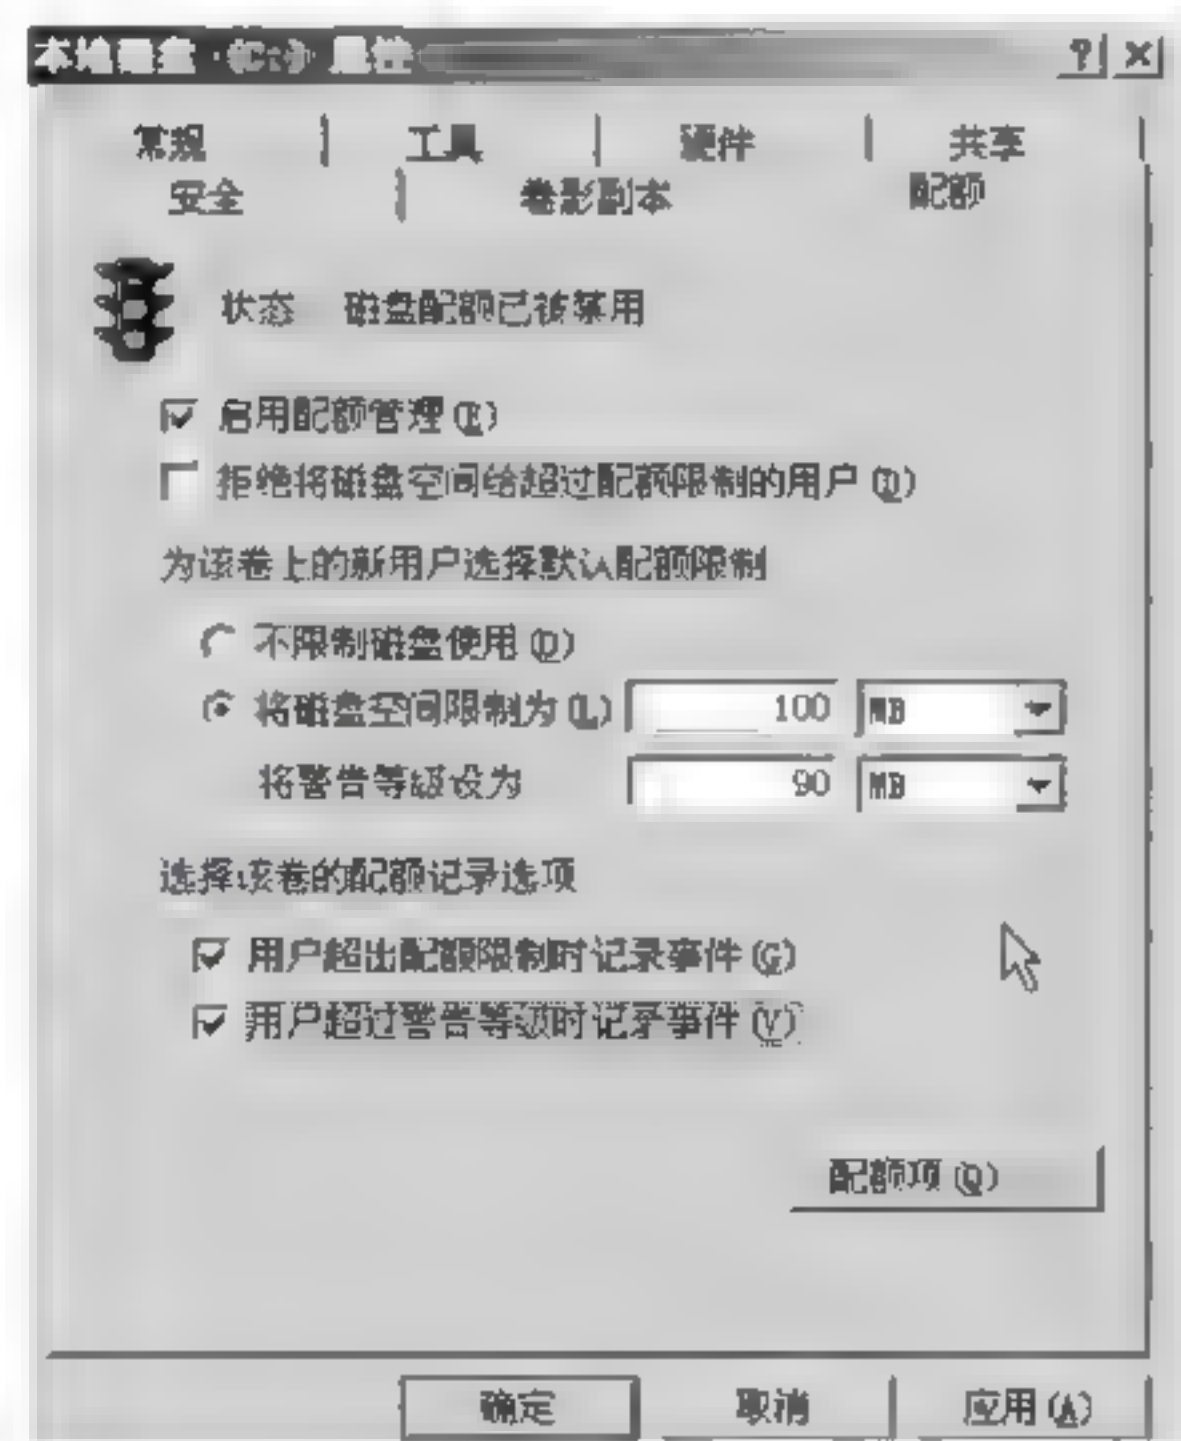 本地磁盘 (C:) 属性
常规 工具 硬件 共享
安全 卷影副本 配额
状态 磁盘配额已被禁用
启用配额管理(E)
拒绝将磁盘空间给超过配额限制的用户
为该卷上的新用户选择默认配额限制
不限制磁盘使用
将磁盘空间限制为(L) 100 MB
将警告等级设为 90 MB
选择该卷的配额记录选项
用户超出配额限制时记录事件(G)
用户超过警告等级时记录事件(V)
配额项(Q)
确定 取消 应用(A)